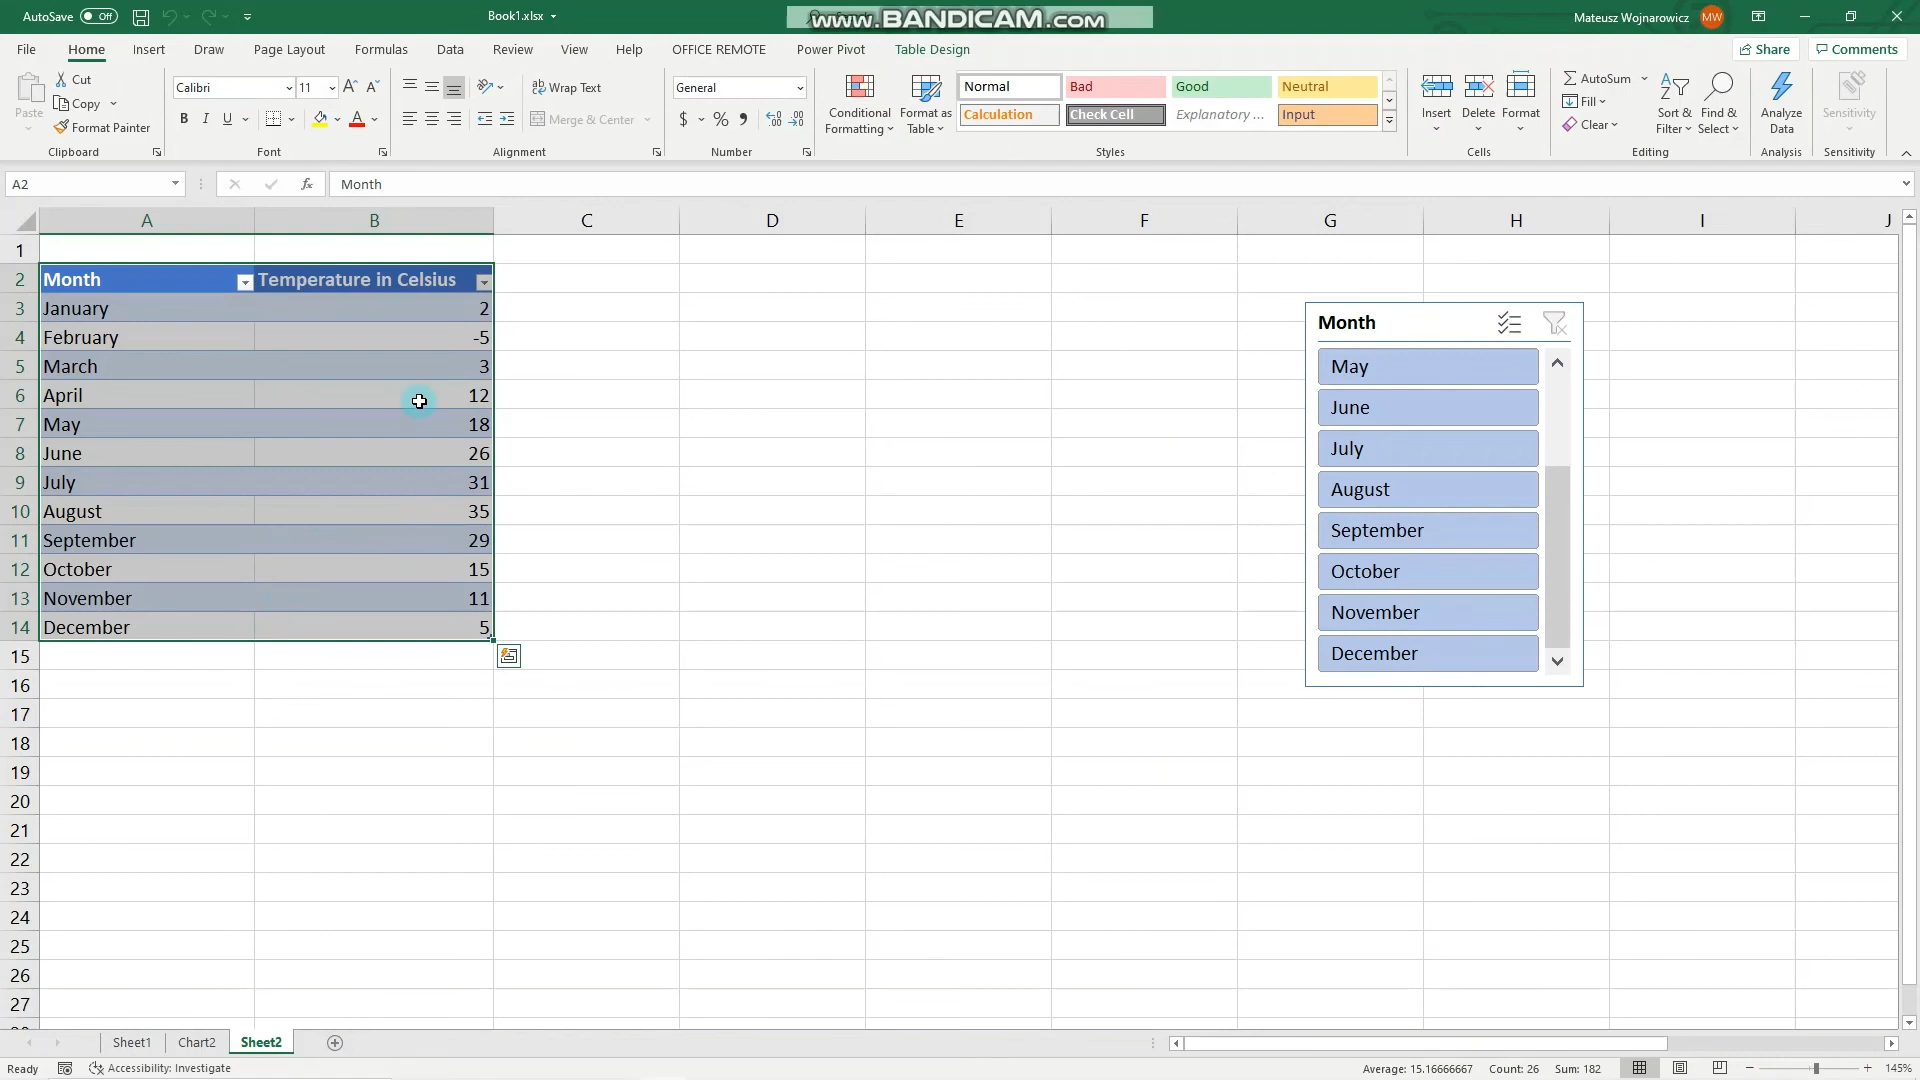 AutoSave Off Book1.xlsx www.BANDICAM.com Mateusz Wojnarowicz MW
File Home Insert Draw Page Layout Formulas Data Review View Help OFFICE REMOTE Power Pivot Table Design Share Comments
Paste Cut Copy Format Painter
Calibri 11 A A
B I U A
ab Wrap Text
Merge & Center
General
$ % 9
Conditional Formatting
Format as Table
Normal Bad Good Neutral
Calculation Check Cell Explanatory ... Input
Insert Delete Format
AutoSum Fill Clear
Sort & Filter
Find & Select
Analyze Data
Sensitivity
Clipboard Font Alignment Number Styles Cells Editing Analysis Sensitivity
A2 fx Month
A B C D E F G H I J
1
2 Month Temperature in Celsius
3 January 2
4 February -5
5 March 3
6 April 12
7 May 18
8 June 26
9 July 31
10 August 35
11 September 29
12 October 15
13 November 11
14 December 5
15
16
17
18
19
20
21
22
23
24
25
26
27
Month
May
June
July
August
September
October
November
December
Sheet1 Chart2 Sheet2
Ready Accessibility: Investigate Average: 15.16666667 Count: 26 Sum: 182 145%